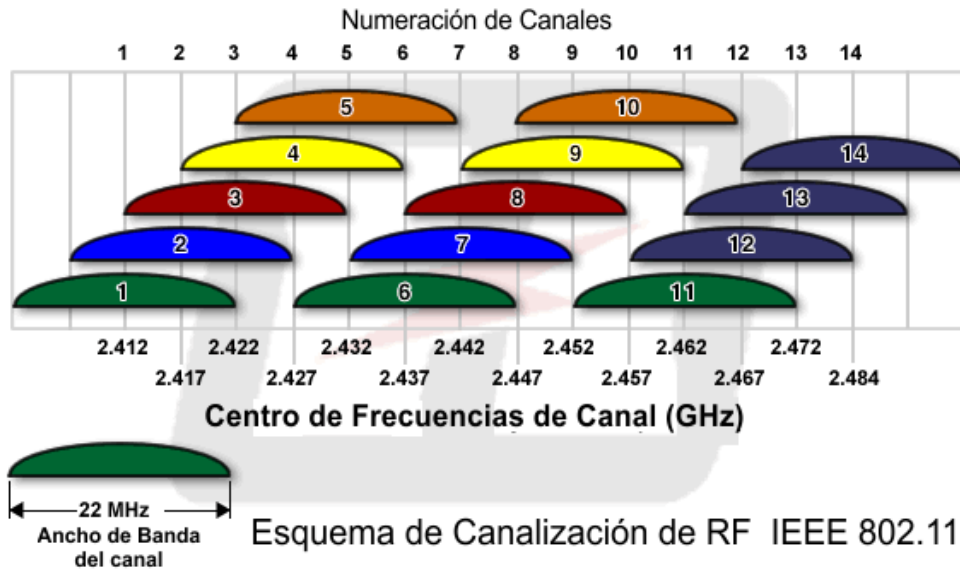 Numeración de Canales
1 2 3 4 5 6 7 8 9 10 11 12 13 14
5 10
4 9 14
3 8 13
2 7 12
1 6 11
2.412 2.422 2.432 2.442 2.452 2.462 2.472
2.417 2.427 2.437 2.447 2.457 2.467 2.484
Centro de Frecuencias de Canal (GHz)
22 MHz
Ancho de Banda
del canal
Esquema de Canalización de RF IEEE 802.11